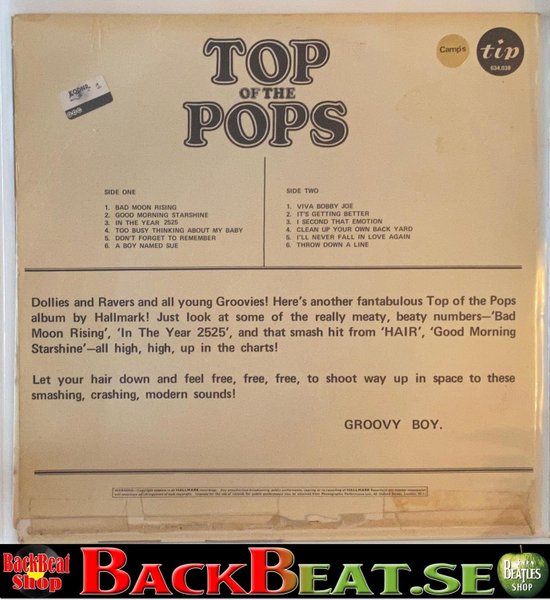 TOP
OF THE
POPS
Camp's
tip
634.038
SIDE ONE
1. BAD MOON RISING
2. GOOD MORNING STARSHINE
3. IN THE YEAR 2525
4. TOO BUSY THINKING ABOUT MY BABY
5. DON'T FORGET TO REMEMBER
6. A BOY NAMED SUE
SIDE TWO
1. VIVA BOBBY JOE
2. IT'S GETTING BETTER
3. I SECOND THAT EMOTION
4. CLEAN UP YOUR OWN BACK YARD
5. I'LL NEVER FALL IN LOVE AGAIN
6. THROW DOWN A LINE
Dollies and Ravers and all young Groovies! Here's another fantabulous Top of the Pops
album by Hallmark! Just look at some of the really meaty, beaty numbers—'Bad
Moon Rising', 'In The Year 2525', and that smash hit from 'HAIR', 'Good Morning
Starshine'—all high, high, up in the charts!
Let your hair down and feel free, free, free, to shoot way up in space to these
smashing, crashing, modern sounds!
GROOVY BOY.
BackBeat
Shop
BACKBEAT.SE
BEATLES
SHOP